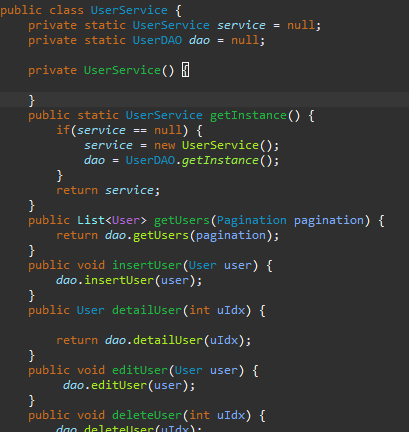 public class UserService {
    private static UserService service = null;
    private static UserDAO dao = null;

    private UserService() {

    }
    public static UserService getInstance() {
        if(service == null) {
            service = new UserService();
            dao = UserDAO.getInstance();
        }
        return service;
    }
    public List<User> getUsers(Pagination pagination) {
        return dao.getUsers(pagination);
    }
    public void insertUser(User user) {
        dao.insertUser(user);
    }
    public User detailUser(int uIdx) {

        return dao.detailUser(uIdx);
    }
    public void editUser(User user) {
         dao.editUser(user);
    }
    public void deleteUser(int uIdx) {
        dao.deleteUser(uIdx);